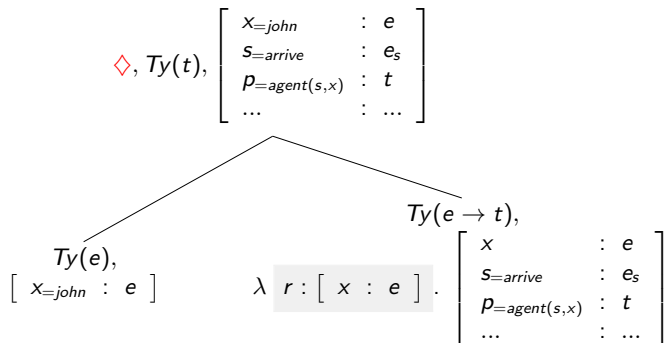 ◇, Ty(t), [ x=john : e
s=arrive : es
p=agent(s,x) : t
... : ... ]
Ty(e),
[ x=john : e ]
Ty(e → t),
λ r : [ x : e ] . [ x : e
s=arrive : es
p=agent(s,x) : t
... : ... ]